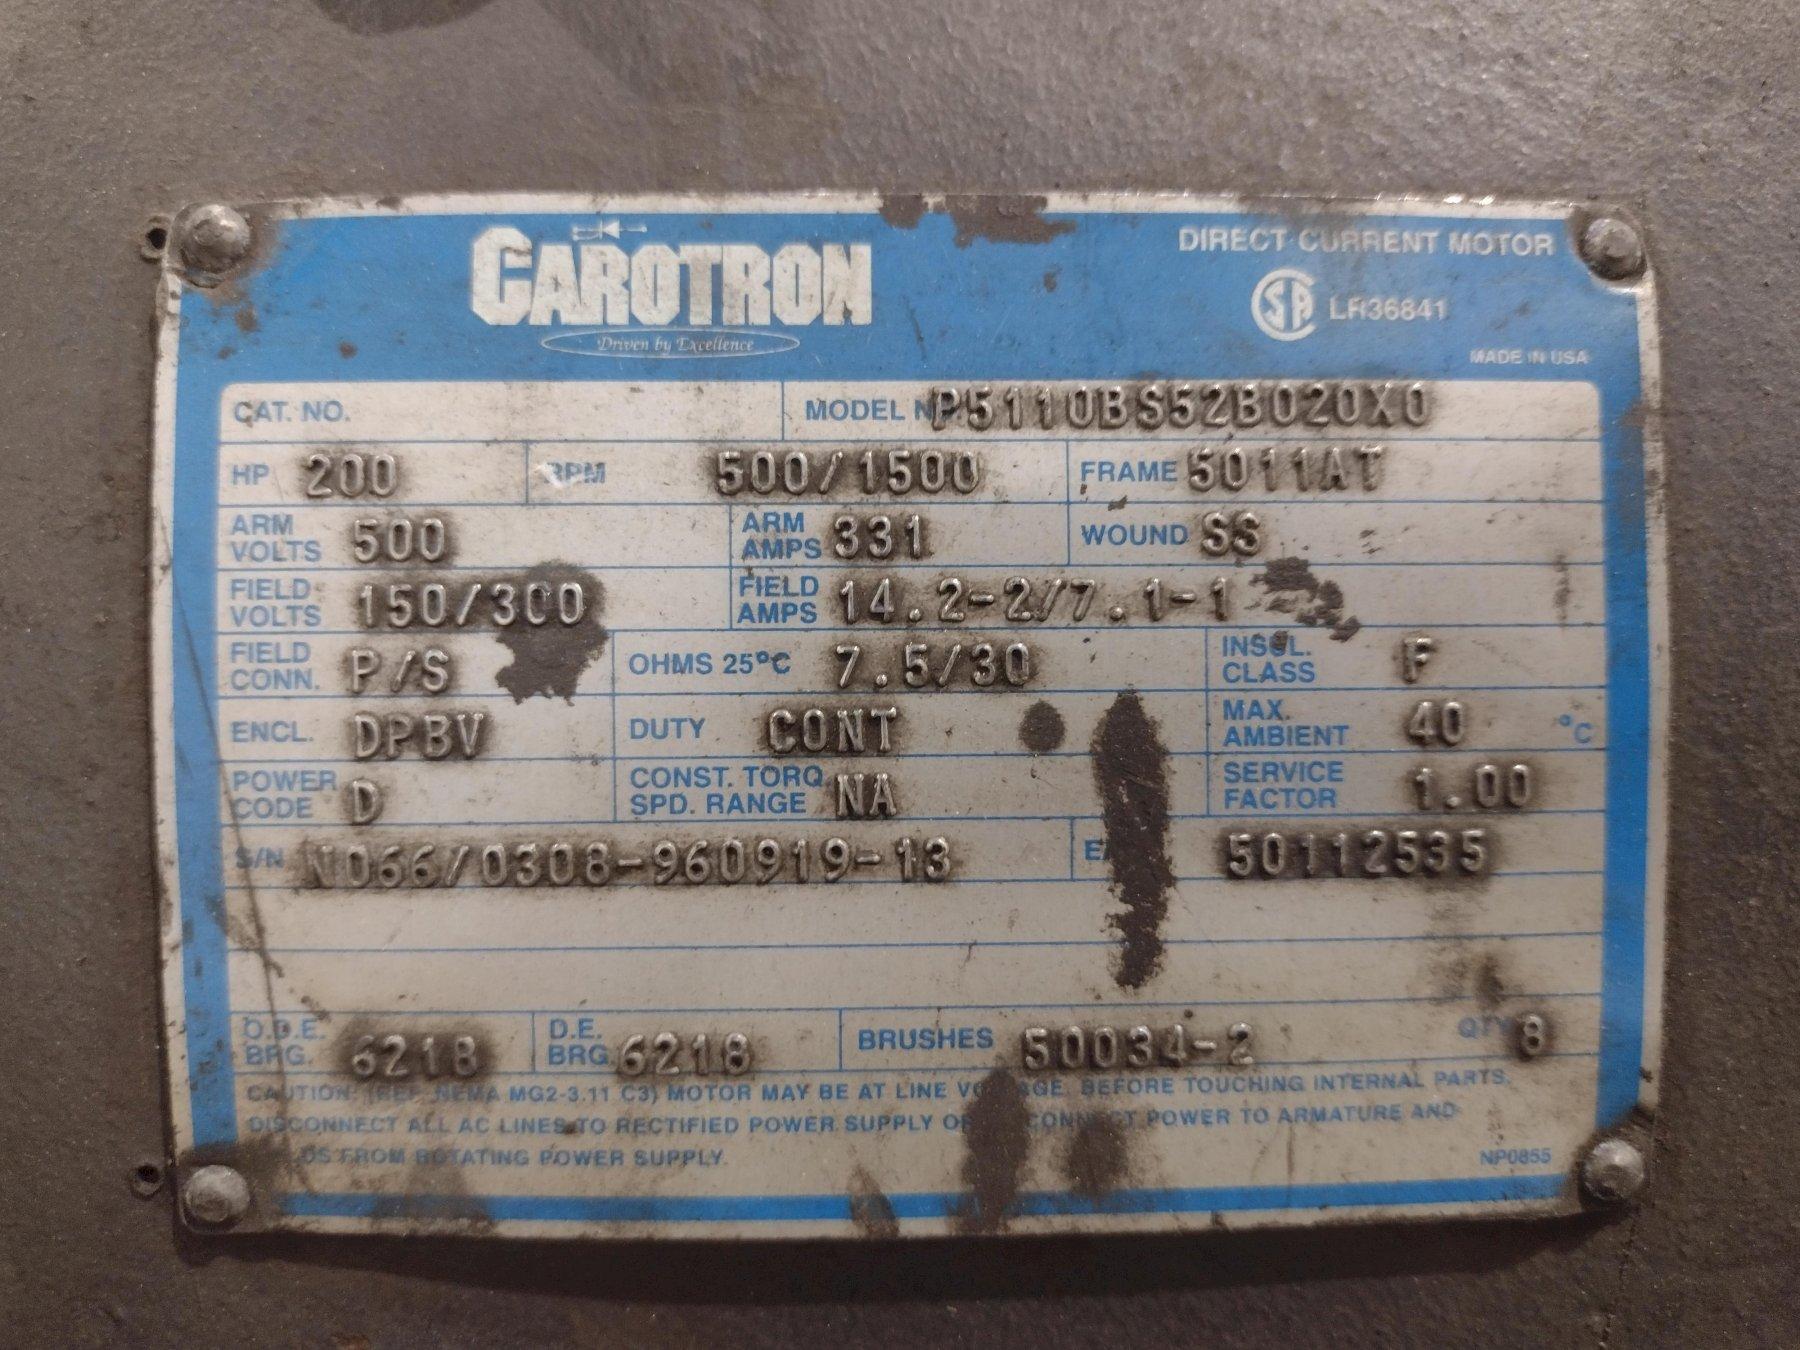 CAROTRON
Driven by Excellence
DIRECT CURRENT MOTOR
LR36841
MADE IN USA
CAT. NO.
MODEL P5110BS52B020X0
HP 200 RPM 500/1500 FRAME 5011AT
ARM VOLTS 500 ARM AMPS 331 WOUND SS
FIELD VOLTS 150/300 FIELD AMPS 14.2-2/7.1-1
FIELD CONN. P/S OHMS 25°C 7.5/30 INSUL. CLASS F
ENCL. DPBV DUTY CONT MAX. AMBIENT 40 °C
POWER CODE D CONST. TORQ SPD. RANGE NA SERVICE FACTOR 1.00
S/N N066/0308-960919-13 50112535
O.D.E. BRG. 6218 D.E. BRG. 6218 BRUSHES 50034-2 QTY 8
CAUTION: (REF. NEMA MG2-3.11 C3) MOTOR MAY BE AT LINE VOLTAGE. BEFORE TOUCHING INTERNAL PARTS,
DISCONNECT ALL AC LINES TO RECTIFIED POWER SUPPLY POWER TO ARMATURE AND
FROM ROTATING POWER SUPPLY.
NP0855